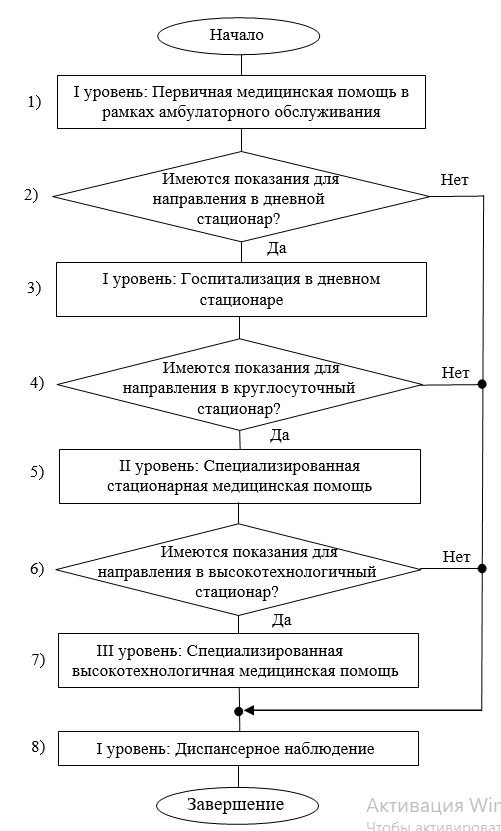 Начало
1)
I уровень: Первичная медицинская помощь в
рамках амбулаторного обслуживания
2)
Имеются показания для
направления в дневной
стационар?
Нет
Да
3)
I уровень: Госпитализация в дневном
стационаре
4)
Имеются показания для
направления в круглосуточный
стационар?
Нет
Да
5)
II уровень: Специализированная
стационарная медицинская помощь
6)
Имеются показания для
направления в высокотехнологичный
стационар?
Нет
Да
7)
III уровень: Специализированная
высокотехнологичная медицинская помощь
8)
I уровень: Диспансерное наблюдение
Завершение
Активация Win
Чтобы активироват